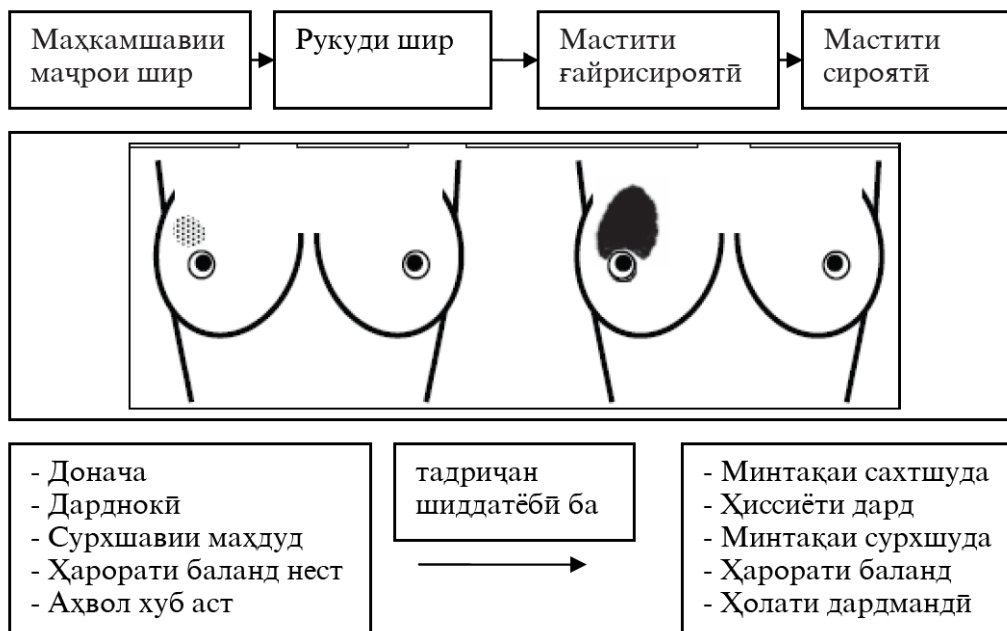 Маҳкамшавии
маҷрои шир
Рукуди шир
Мастити
ғайрисироятӣ
Мастити
сироятӣ
- Донача
- Дарднокӣ
- Сурхшавии маҳдуд
- Ҳарорати баланд нест
- Аҳвол хуб аст
тадриҷан
шиддатёбӣ ба
- Минтақаи сахтшуда
- Ҳиссиёти дард
- Минтақаи сурхшуда
- Ҳарорати баланд
- Ҳолати дардмандӣ